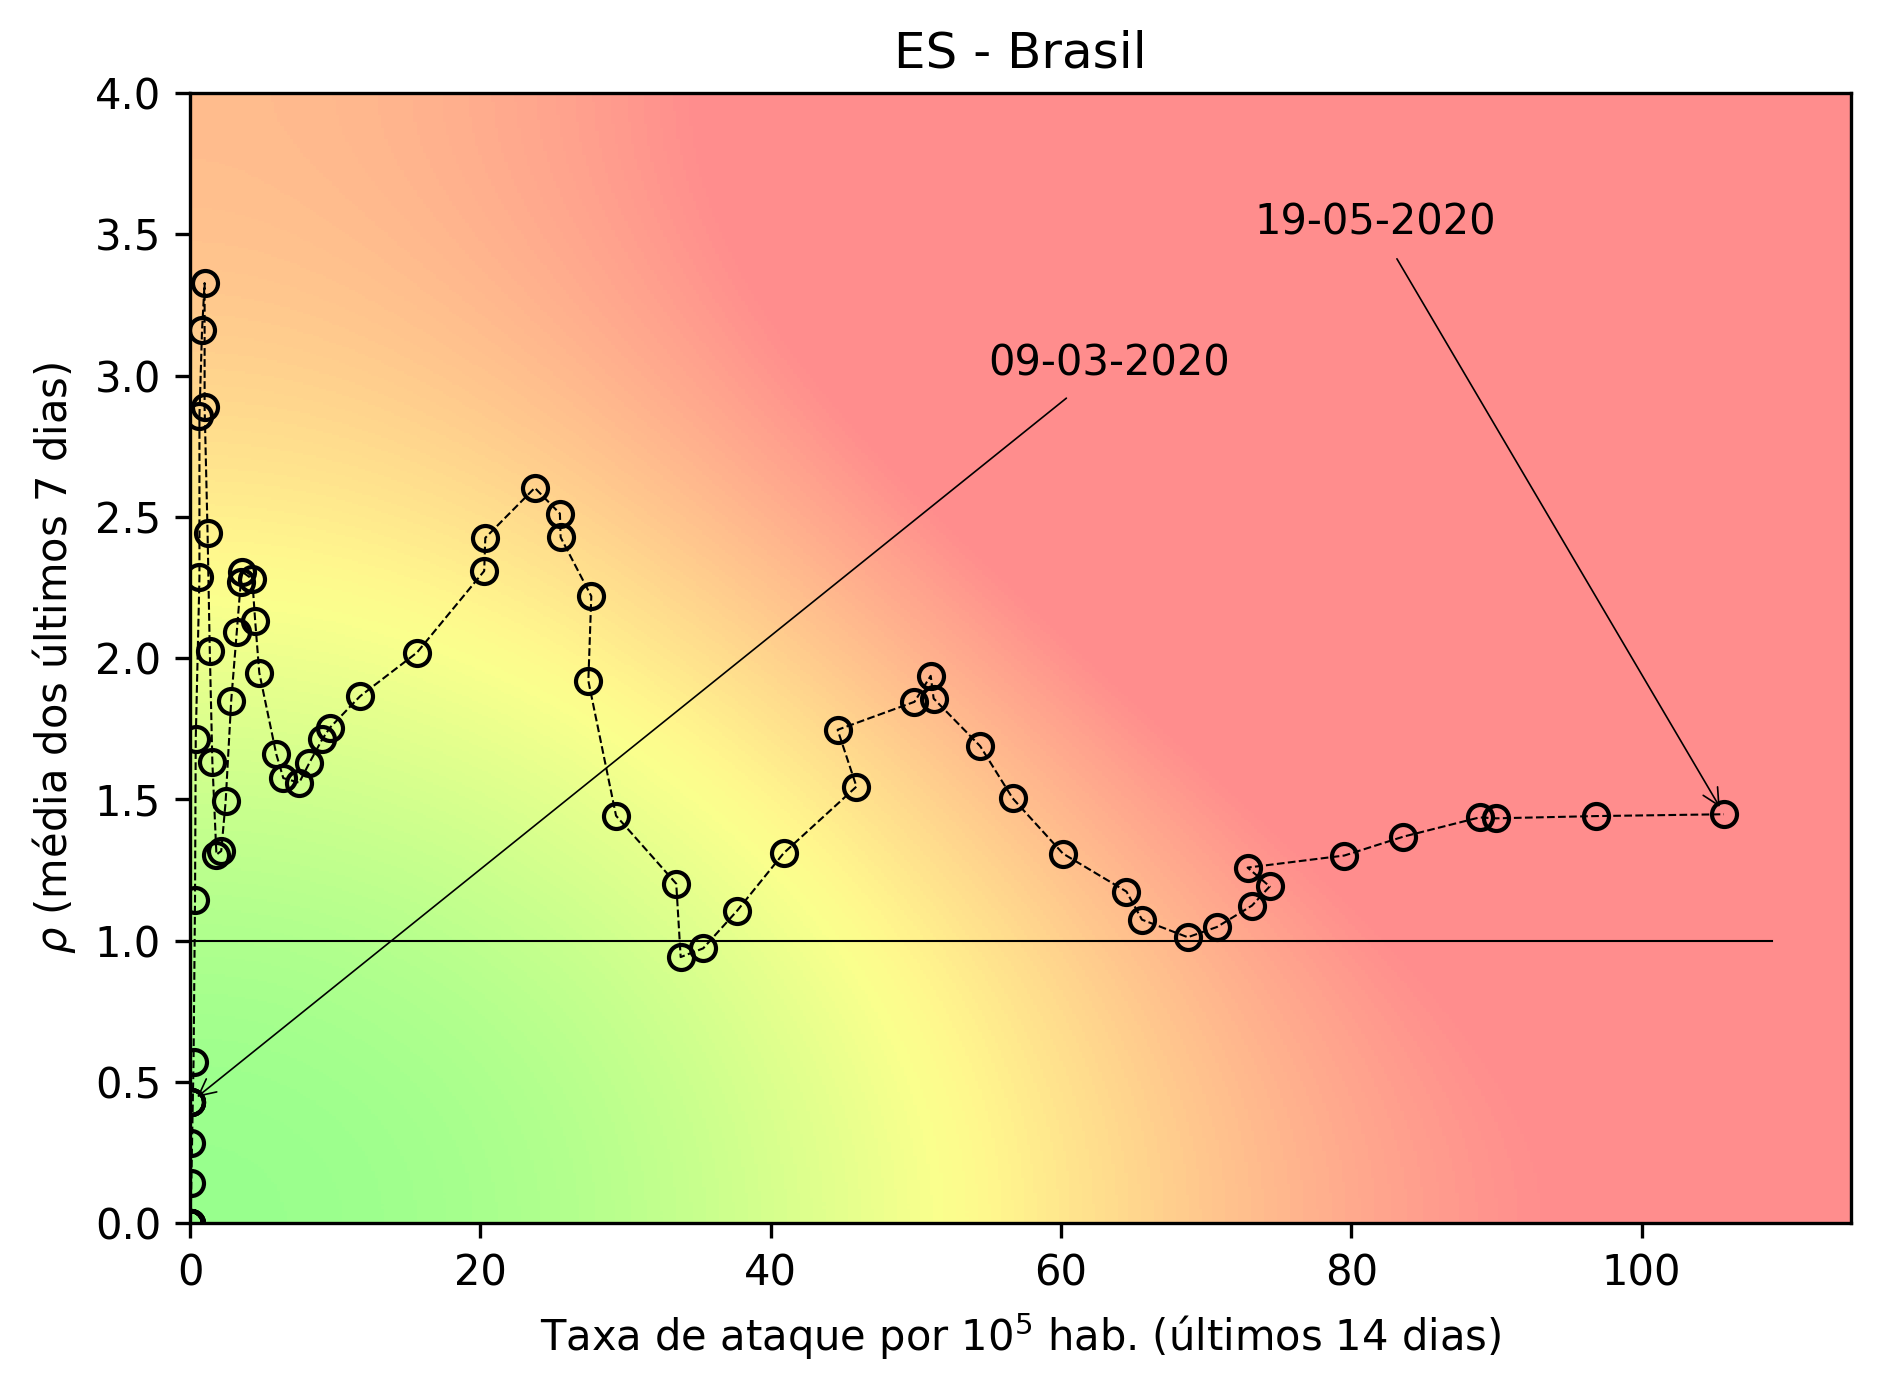 ES - Brasil
4.0
3.5
3.0
2.5
2.0
1.5
1.0
0.5
0.0
ρ (média dos últimos 7 dias)
19-05-2020
09-03-2020
0 20 40 60 80 100
Taxa de ataque por 10⁵ hab. (últimos 14 dias)